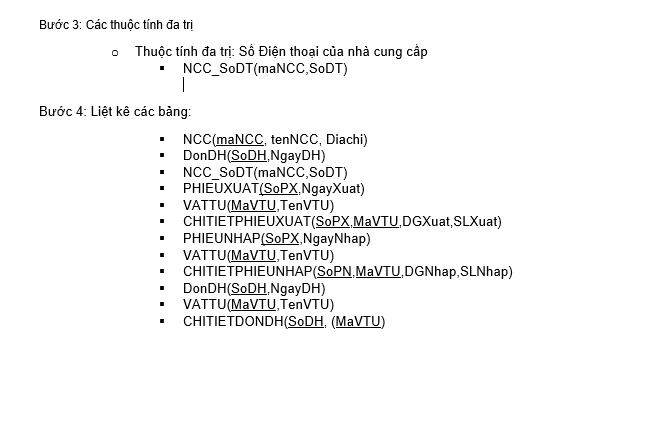 Bước 3: Các thuộc tính đa trị
o Thuộc tính đa trị: Số Điện thoại của nhà cung cấp
▪ NCC_SoDT(maNCC,SoDT)
Bước 4: Liệt kê các bảng:
▪ NCC(maNCC, tenNCC, Diachi)
▪ DonDH(SoDH,NgayDH)
▪ NCC_SoDT(maNCC,SoDT)
▪ PHIEUXUAT(SoPX,NgayXuat)
▪ VATTU(MaVTU,TenVTU)
▪ CHITIETPHIEUXUAT(SoPX,MaVTU,DGXuat,SLXuat)
▪ PHIEUNHAP(SoPX,NgayNhap)
▪ VATTU(MaVTU,TenVTU)
▪ CHITIETPHIEUNHAP(SoPN,MaVTU,DGNhap,SLNhap)
▪ DonDH(SoDH,NgayDH)
▪ VATTU(MaVTU,TenVTU)
▪ CHITIETDONDH(SoDH, (MaVTU)